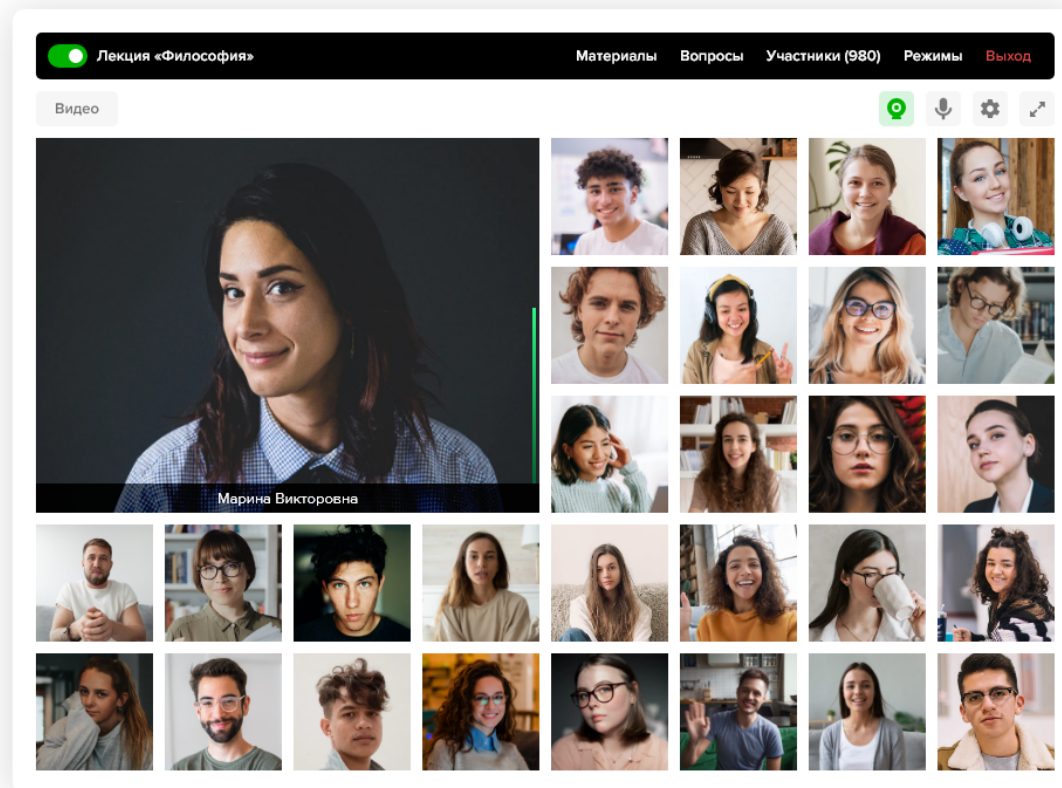 Лекция «Философия» Материалы Вопросы Участники (980) Режимы Выход
Видео
Марина Викторовна